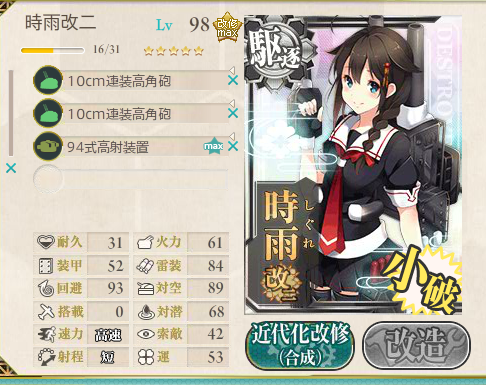 時雨改二 Lv 98 改修max
16/31
10cm連装高角砲
10cm連装高角砲
94式高射装置 max
耐久 31 火力 61
装甲 52 雷装 84
回避 93 対空 89
搭載 0 対潜 68
速力 高速 索敵 42
射程 短 運 53
駆逐
DESTRO
時雨
しぐれ
改二
小破
近代化改修
(合成)
改造